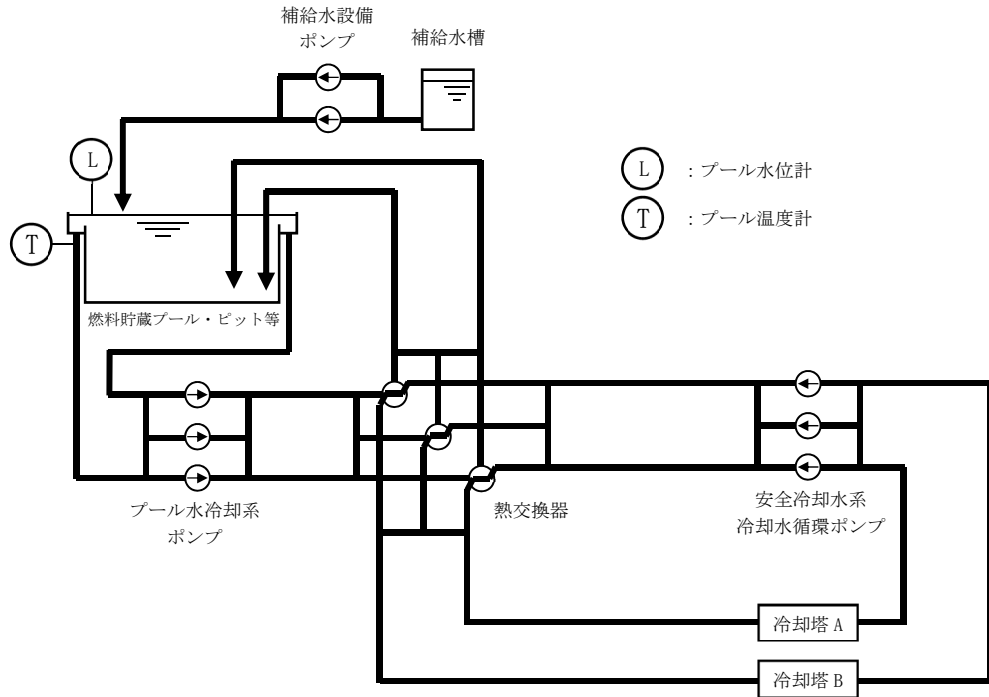 補給水設備
ポンプ
補給水槽
L
T
L
：プール水位計
T
：プール温度計
燃料貯蔵プール・ピット等
プール水冷却系
ポンプ
熱交換器
安全冷却水系
冷却水循環ポンプ
冷却塔 A
冷却塔 B